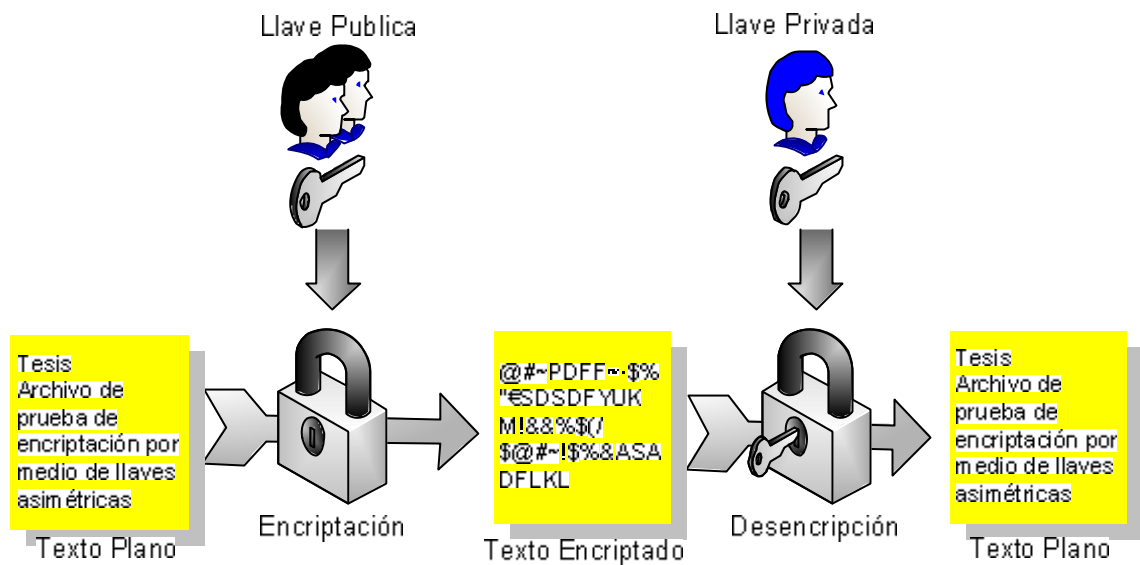 Llave Publica
Llave Privada
Tesis
Archivo de
prueba de
encriptación por
medio de llaves
asimétricas
Texto Plano
Encriptación
@#~PDFF~·$%
"€SDSDFYUK
M!&&%$(/
$@#~!$%&ASA
DFLKL
Texto Encriptado
Desencripción
Tesis
Archivo de
prueba de
encriptación por
medio de llaves
asimétricas
Texto Plano